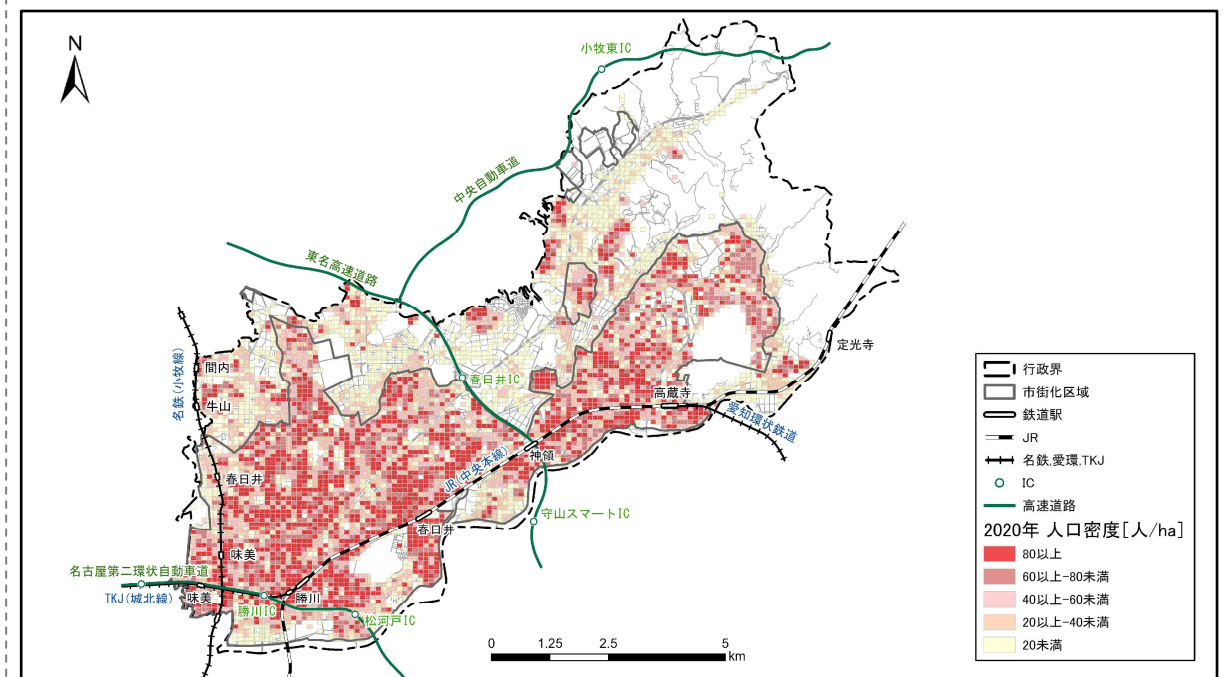 N
小牧東IC
中央自動車道
東名高速道路
名鉄(小牧線)
間内
牛山
春日井IC
定光寺
高蔵寺
愛知環状鉄道
神領
JR(中央本線)
春日井
春日井
守山スマートIC
味美
名古屋第二環状自動車道
TKJ(城北線)
味美
勝川IC
勝川
松河戸IC
0 1.25 2.5 5
km
行政界
市街化区域
鉄道駅
JR
名鉄,愛環,TKJ
IC
高速道路
2020年 人口密度[人/ha]
80以上
60以上-80未満
40以上-60未満
20以上-40未満
20未満